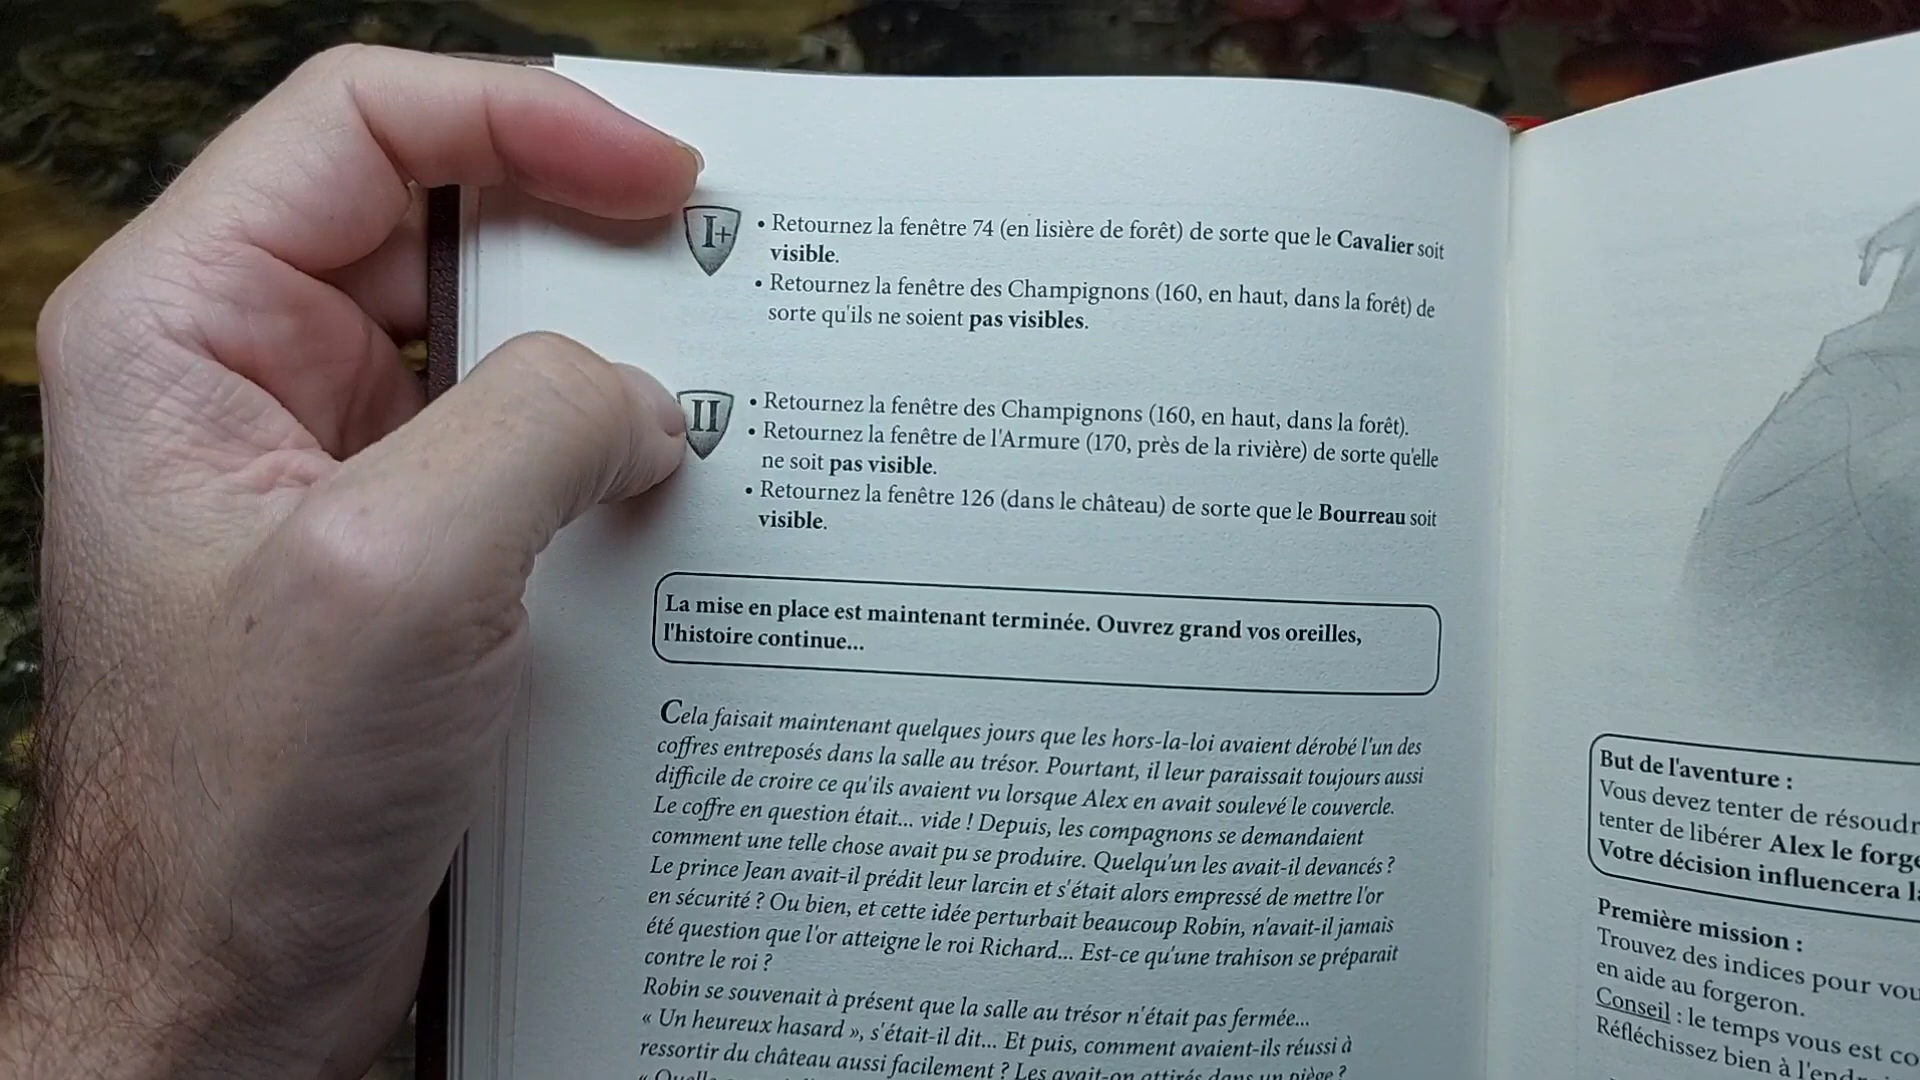 I+
• Retournez la fenêtre 74 (en lisière de forêt) de sorte que le Cavalier soit
visible.
• Retournez la fenêtre des Champignons (160, en haut, dans la forêt) de
sorte qu'ils ne soient pas visibles.
II
• Retournez la fenêtre des Champignons (160, en haut, dans la forêt).
• Retournez la fenêtre de l'Armure (170, près de la rivière) de sorte qu'elle
ne soit pas visible.
• Retournez la fenêtre 126 (dans le château) de sorte que le Bourreau soit
visible.
La mise en place est maintenant terminée. Ouvrez grand vos oreilles,
l'histoire continue...
Cela faisait maintenant quelques jours que les hors-la-loi avaient dérobé l'un des
coffres entreposés dans la salle au trésor. Pourtant, il leur paraissait toujours aussi
difficile de croire ce qu'ils avaient vu lorsque Alex en avait soulevé le couvercle.
Le coffre en question était... vide ! Depuis, les compagnons se demandaient
comment une telle chose avait pu se produire. Quelqu'un les avait-il devancés ?
Le prince Jean avait-il prédit leur larcin et s'était alors empressé de mettre l'or
en sécurité ? Ou bien, et cette idée perturbait beaucoup Robin, n'avait-il jamais
été question que l'or atteigne le roi Richard... Est-ce qu'une trahison se préparait
contre le roi ?
Robin se souvenait à présent que la salle au trésor n'était pas fermée...
« Un heureux hasard », s'était-il dit... Et puis, comment avaient-ils réussi à
ressortir du château aussi facilement ? Les avait-on attirés dans un piège ?
But de l'aventure :
Vous devez tenter de résoudr
tenter de libérer Alex le forge
Votre décision influencera
Première mission :
Trouvez des indices pour
en aide au forgeron.
Conseil : le temps vous est
Réfléchissez bien à